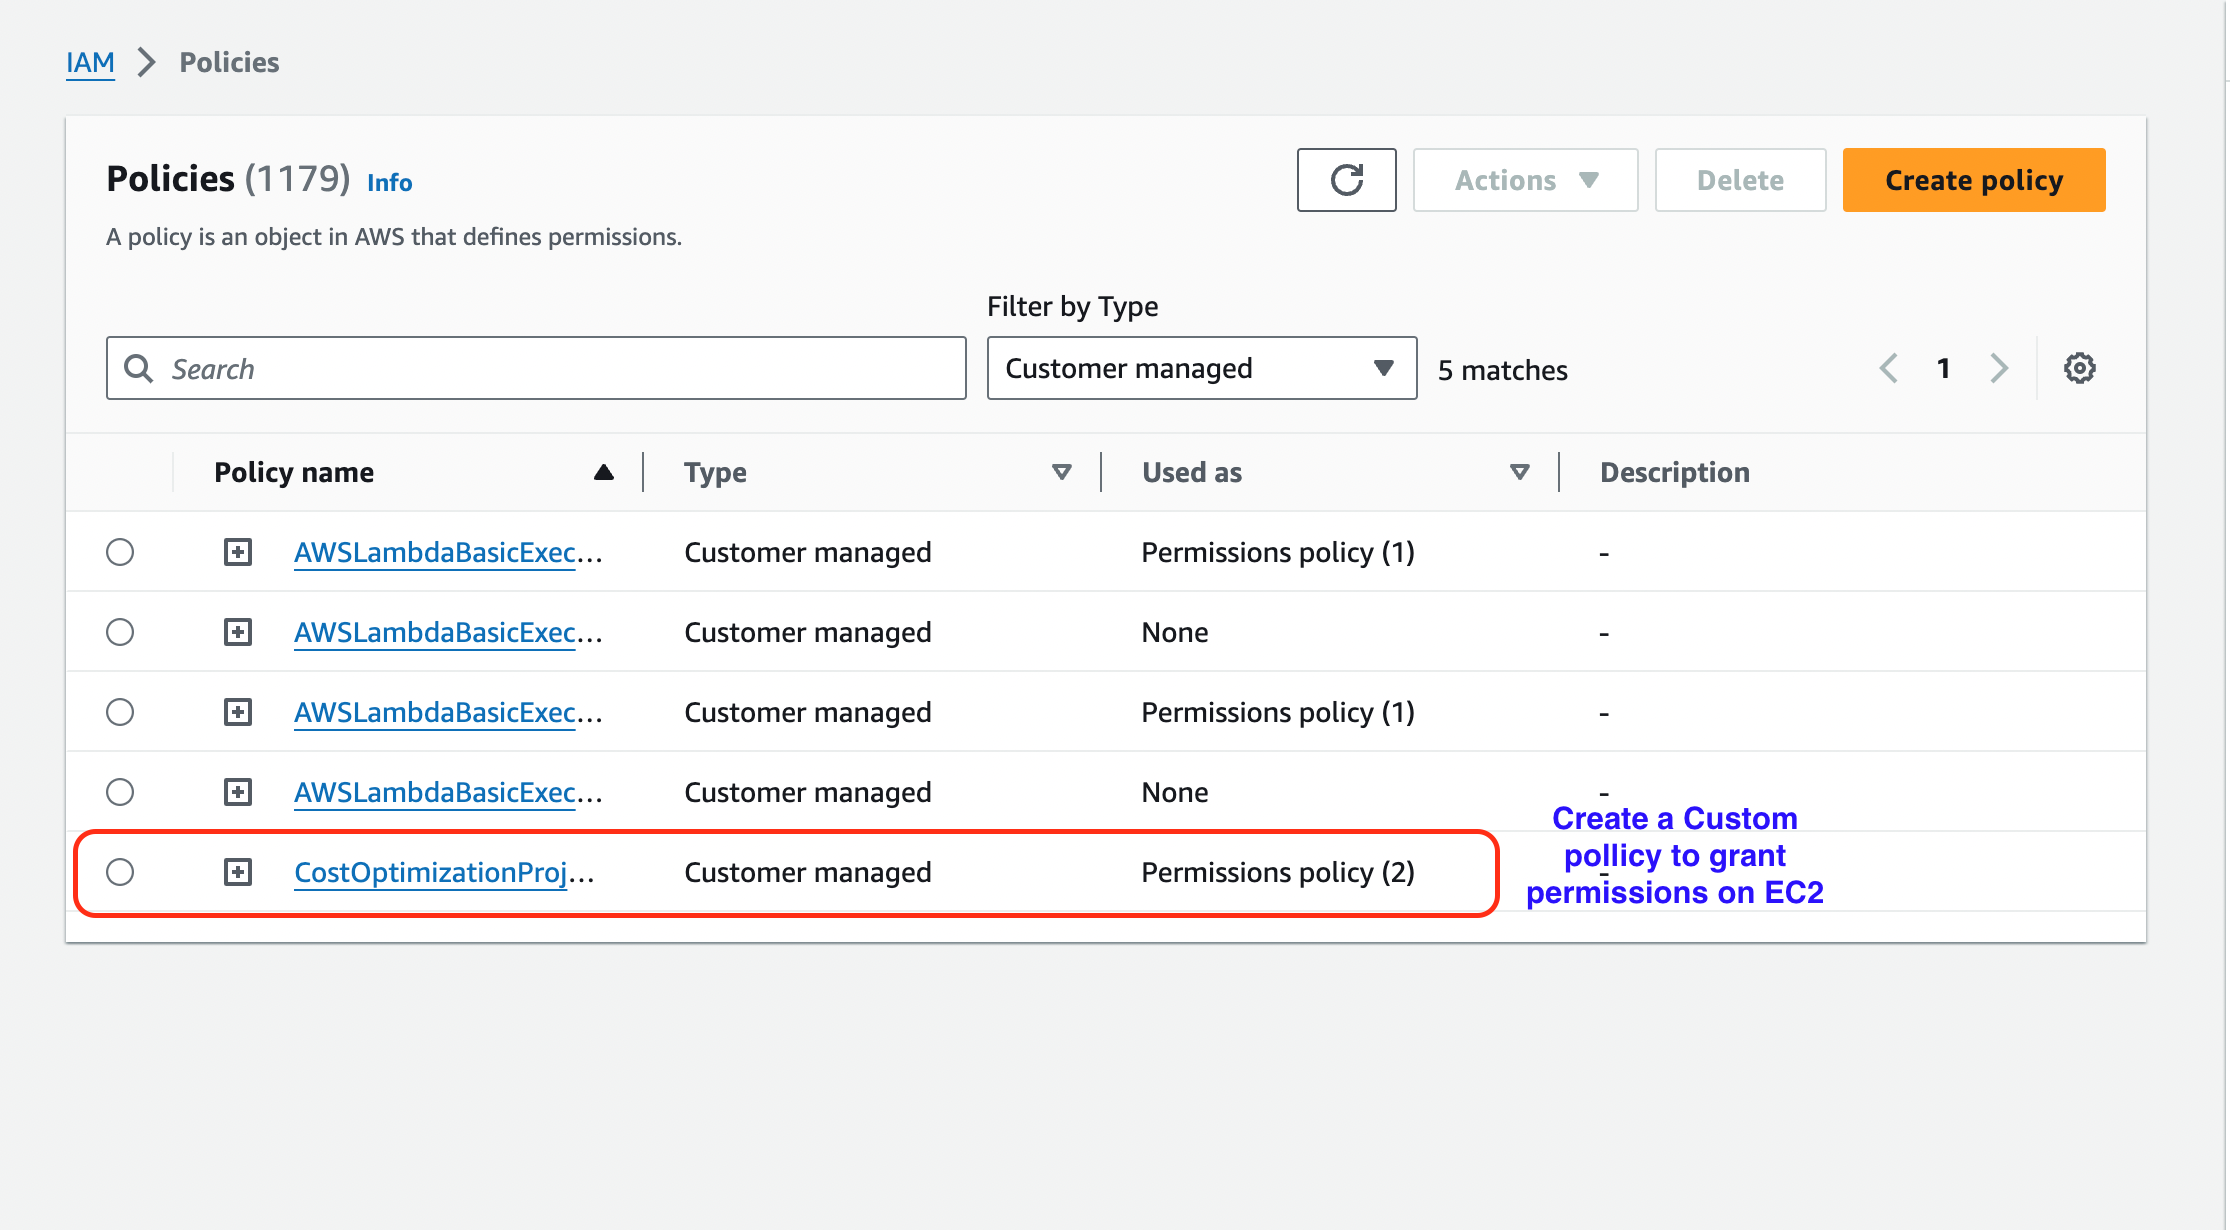 IAM > Policies
Policies (1179) Info
Actions Delete Create policy
A policy is an object in AWS that defines permissions.
Filter by Type
Search Customer managed 5 matches 1
Policy name Type Used as Description
AWSLambdaBasicExec... Customer managed Permissions policy (1) -
AWSLambdaBasicExec... Customer managed None -
AWSLambdaBasicExec... Customer managed Permissions policy (1) -
AWSLambdaBasicExec... Customer managed None -
CostOptimizationProj... Customer managed Permissions policy (2) -
Create a Custom
pollicy to grant
permissions on EC2